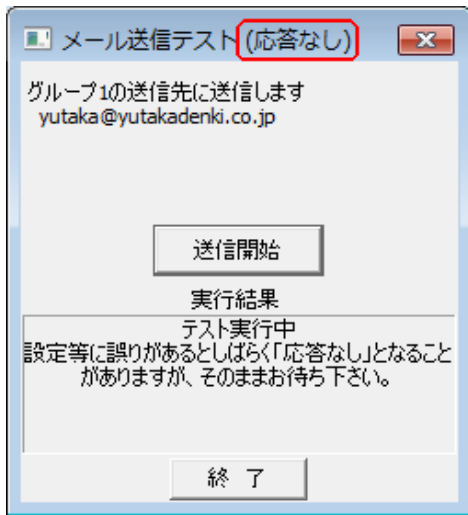 メール送信テスト (応答なし)
グループ1の送信先に送信します
yutaka@yutakadenki.co.jp
送信開始
実行結果
テスト実行中
設定等に誤りがあるとしばらく「応答なし」となること
がありますが、そのままお待ち下さい。
終 了